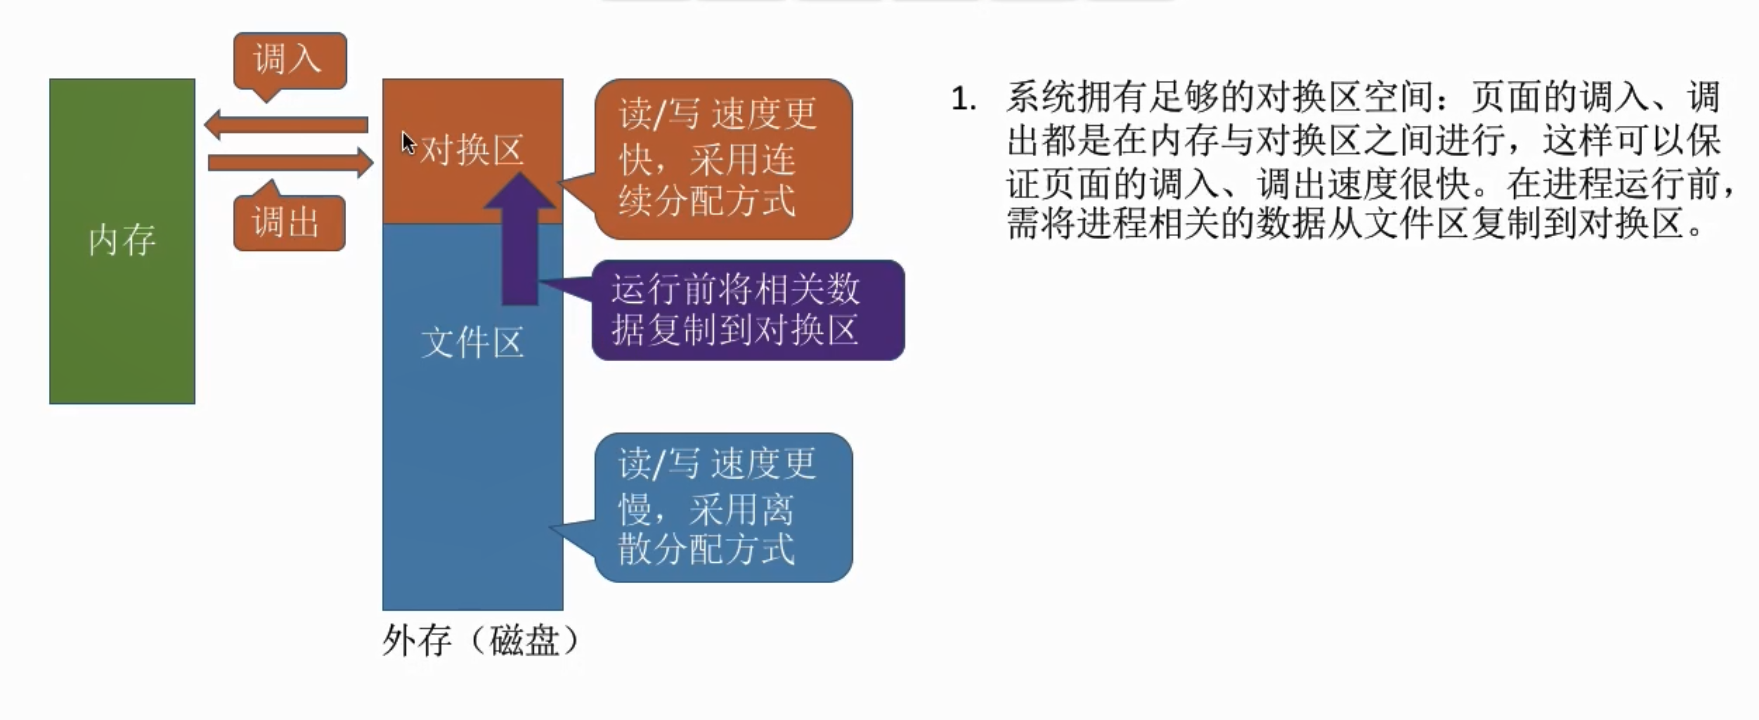 调入
调出
内存
对换区
文件区
外存（磁盘）
读/写 速度更
快，采用连
续分配方式
运行前将相关数
据复制到对换区
读/写 速度更
慢，采用离
散分配方式
1. 系统拥有足够的对换区空间：页面的调入、调
出都是在内存与对换区之间进行，这样可以保
证页面的调入、调出速度很快。在进程运行前，
需将进程相关的数据从文件区复制到对换区。